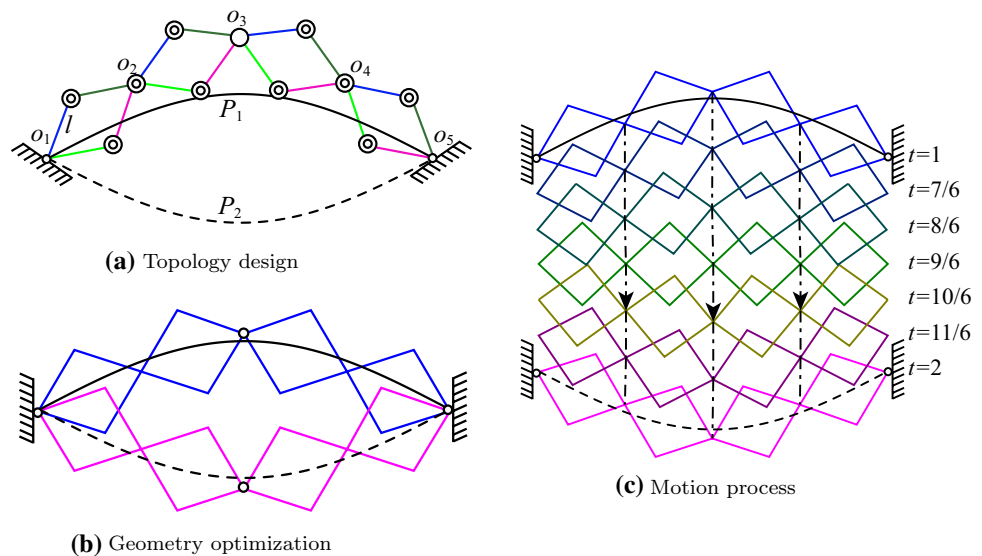 o3
o2
o4
o1
l
P1
o5
P2
(a) Topology design
(b) Geometry optimization
t=1
t=7/6
t=8/6
t=9/6
t=10/6
t=11/6
t=2
(c) Motion process